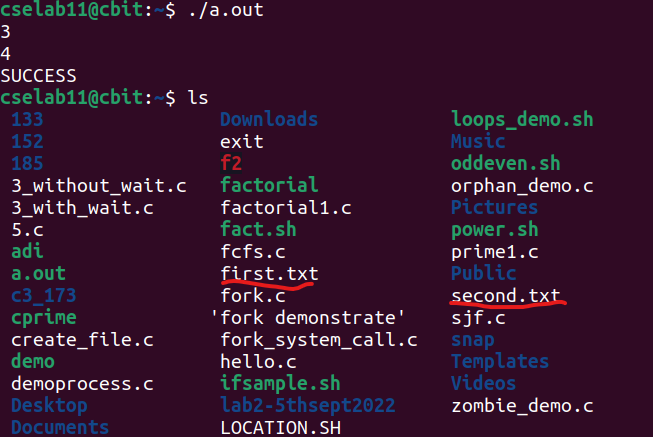 cselab11@cbit:~$ ./a.out
3
4
SUCCESS
cselab11@cbit:~$ ls
133 Downloads loops_demo.sh
152 exit Music
185 f2 oddeven.sh
3_without_wait.c factorial orphan_demo.c
3_with_wait.c factorial1.c Pictures
5.c fact.sh power.sh
adi fcfs.c prime1.c
a.out first.txt Public
c3_173 fork.c second.txt
cprime 'fork demonstrate' sjf.c
create_file.c fork_system_call.c snap
demo hello.c Templates
demoprocess.c ifsample.sh Videos
Desktop lab2-5thsept2022 zombie_demo.c
Documents LOCATION.SH